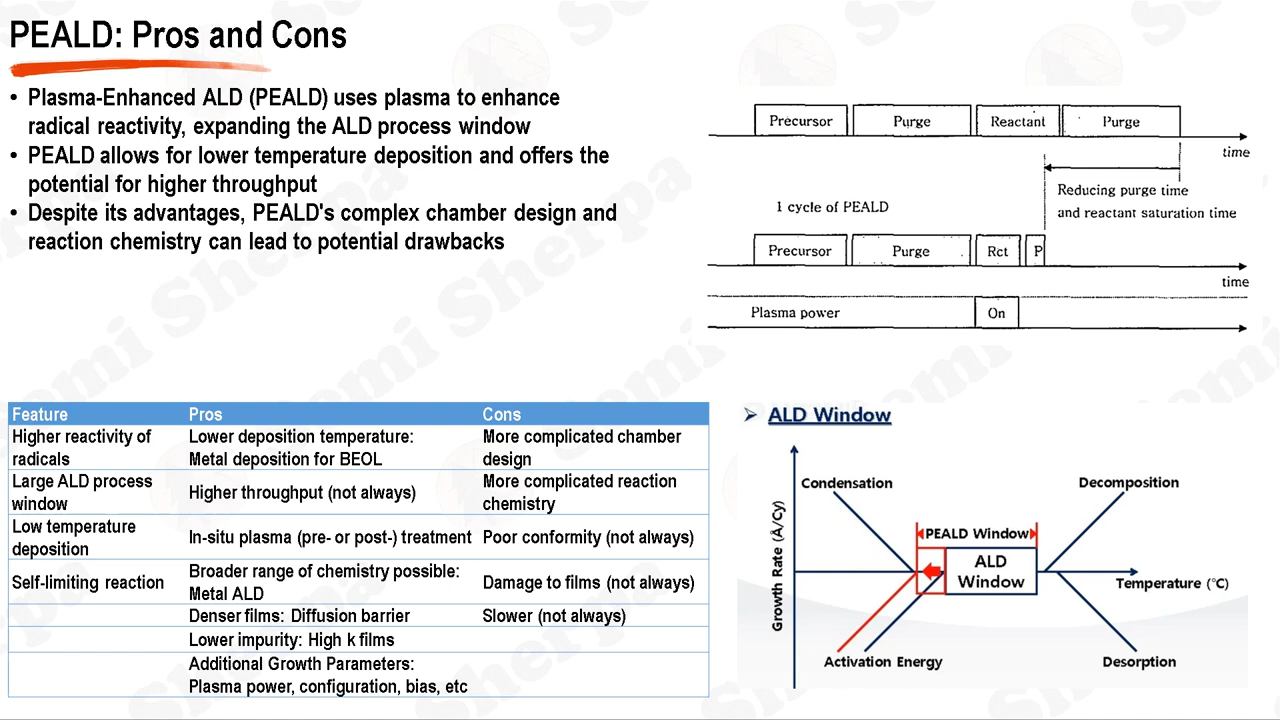 PEALD: Pros and Cons
• Plasma-Enhanced ALD (PEALD) uses plasma to enhance
radical reactivity, expanding the ALD process window
• PEALD allows for lower temperature deposition and offers the
potential for higher throughput
• Despite its advantages, PEALD's complex chamber design and
reaction chemistry can lead to potential drawbacks
Precursor Purge Reactant Purge
time
Reducing purge time
and reactant saturation time
1 cycle of PEALD
Precursor Purge Rct P
time
Plasma power On
Feature Pros Cons
Higher reactivity of
radicals
Lower deposition temperature:
Metal deposition for BEOL
More complicated chamber
design
Large ALD process
window
Higher throughput (not always)
More complicated reaction
chemistry
Low temperature
deposition
In-situ plasma (pre- or post-) treatment
Poor conformity (not always)
Self-limiting reaction
Broader range of chemistry possible:
Metal ALD
Damage to films (not always)
Denser films: Diffusion barrier
Slower (not always)
Lower impurity: High k films
Additional Growth Parameters:
Plasma power, configuration, bias, etc
➢ ALD Window
Growth Rate (Å/Cy)
Condensation
Decomposition
PEALD Window
ALD
Window
Temperature (°C)
Activation Energy
Desorption
Semi Sherpa